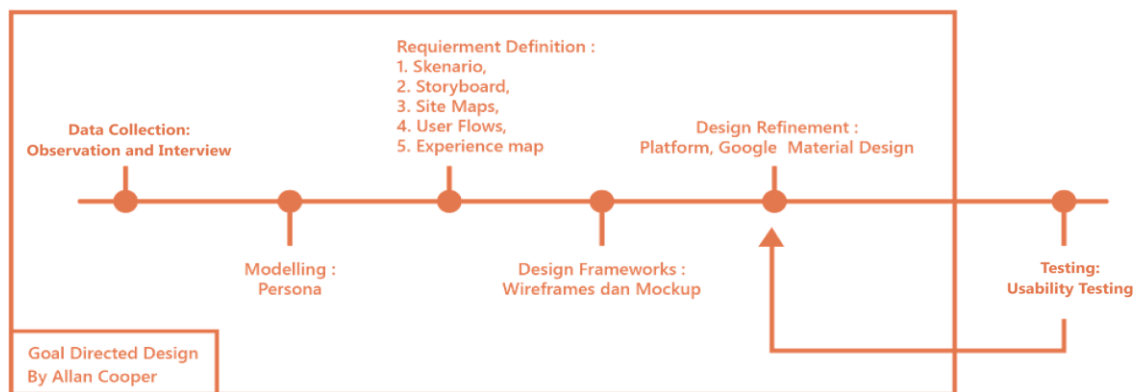 Requierment Definition :
1. Skenario,
2. Storyboard,
3. Site Maps,
4. User Flows,
5. Experience map
Data Collection:
Observation and Interview
Design Refinement :
Platform, Google Material Design
Modelling :
Persona
Design Frameworks :
Wireframes dan Mockup
Testing:
Usability Testing
Goal Directed Design
By Allan Cooper